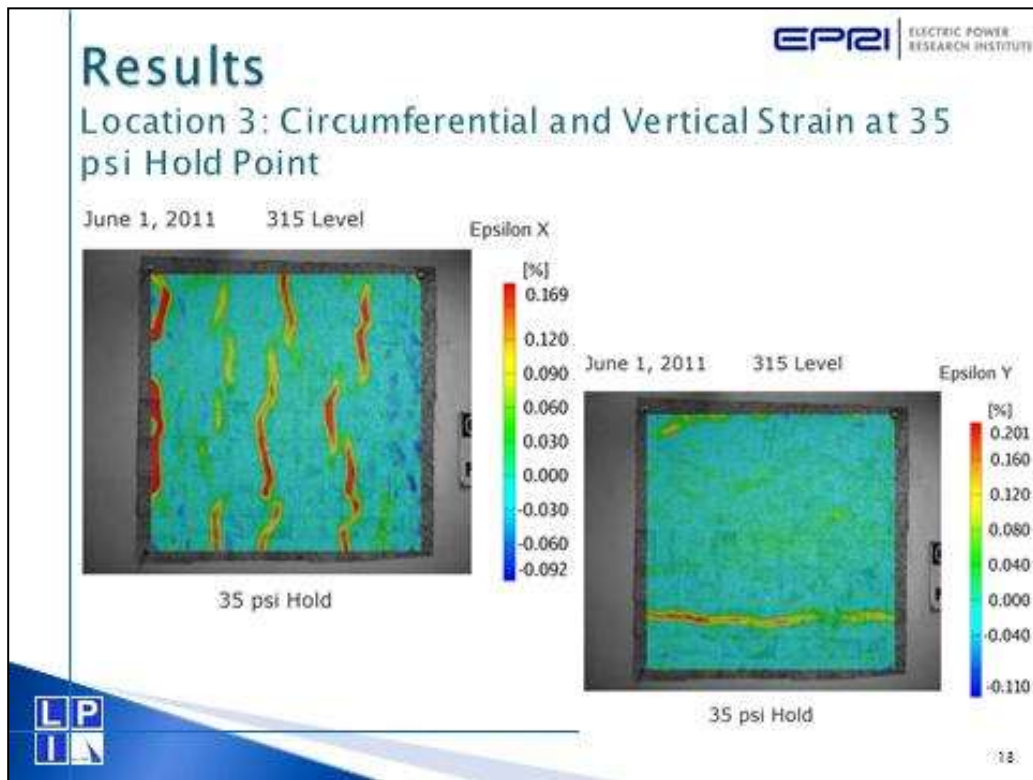 EPRI
ELECTRIC POWER
RESEARCH INSTITUTE
Results
Location 3: Circumferential and Vertical Strain at 35
psi Hold Point
June 1, 2011 315 Level
Epsilon X
[%]
0.169
0.120
0.090
0.060
0.030
0.000
-0.030
-0.060
-0.092
35 psi Hold
June 1, 2011 315 Level
Epsilon Y
[%]
0.201
0.160
0.120
0.080
0.040
0.000
-0.040
-0.110
35 psi Hold
L P
I
18